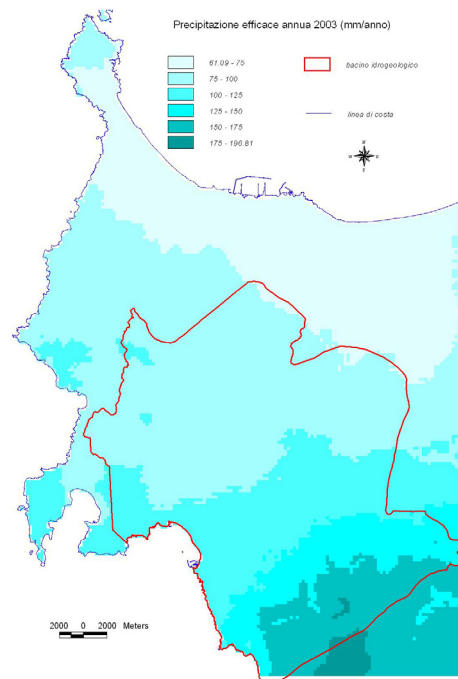 Precipitazione efficace annua 2003 (mm/anno)
61.09 - 75
75 - 100
100 - 125
125 - 150
150 - 175
175 - 196.81
bacino idrogeologico
linea di costa
2000 0 2000 Meters